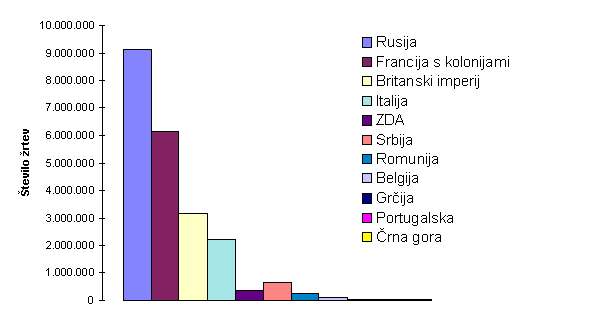 10.000.000
9.000.000
8.000.000
7.000.000
6.000.000
5.000.000
4.000.000
3.000.000
2.000.000
1.000.000
0
Število žrtev
Rusija
Francija s kolonijami
Britanski imperij
Italija
ZDA
Srbija
Romunija
Belgija
Grčija
Portugalska
Črna gora